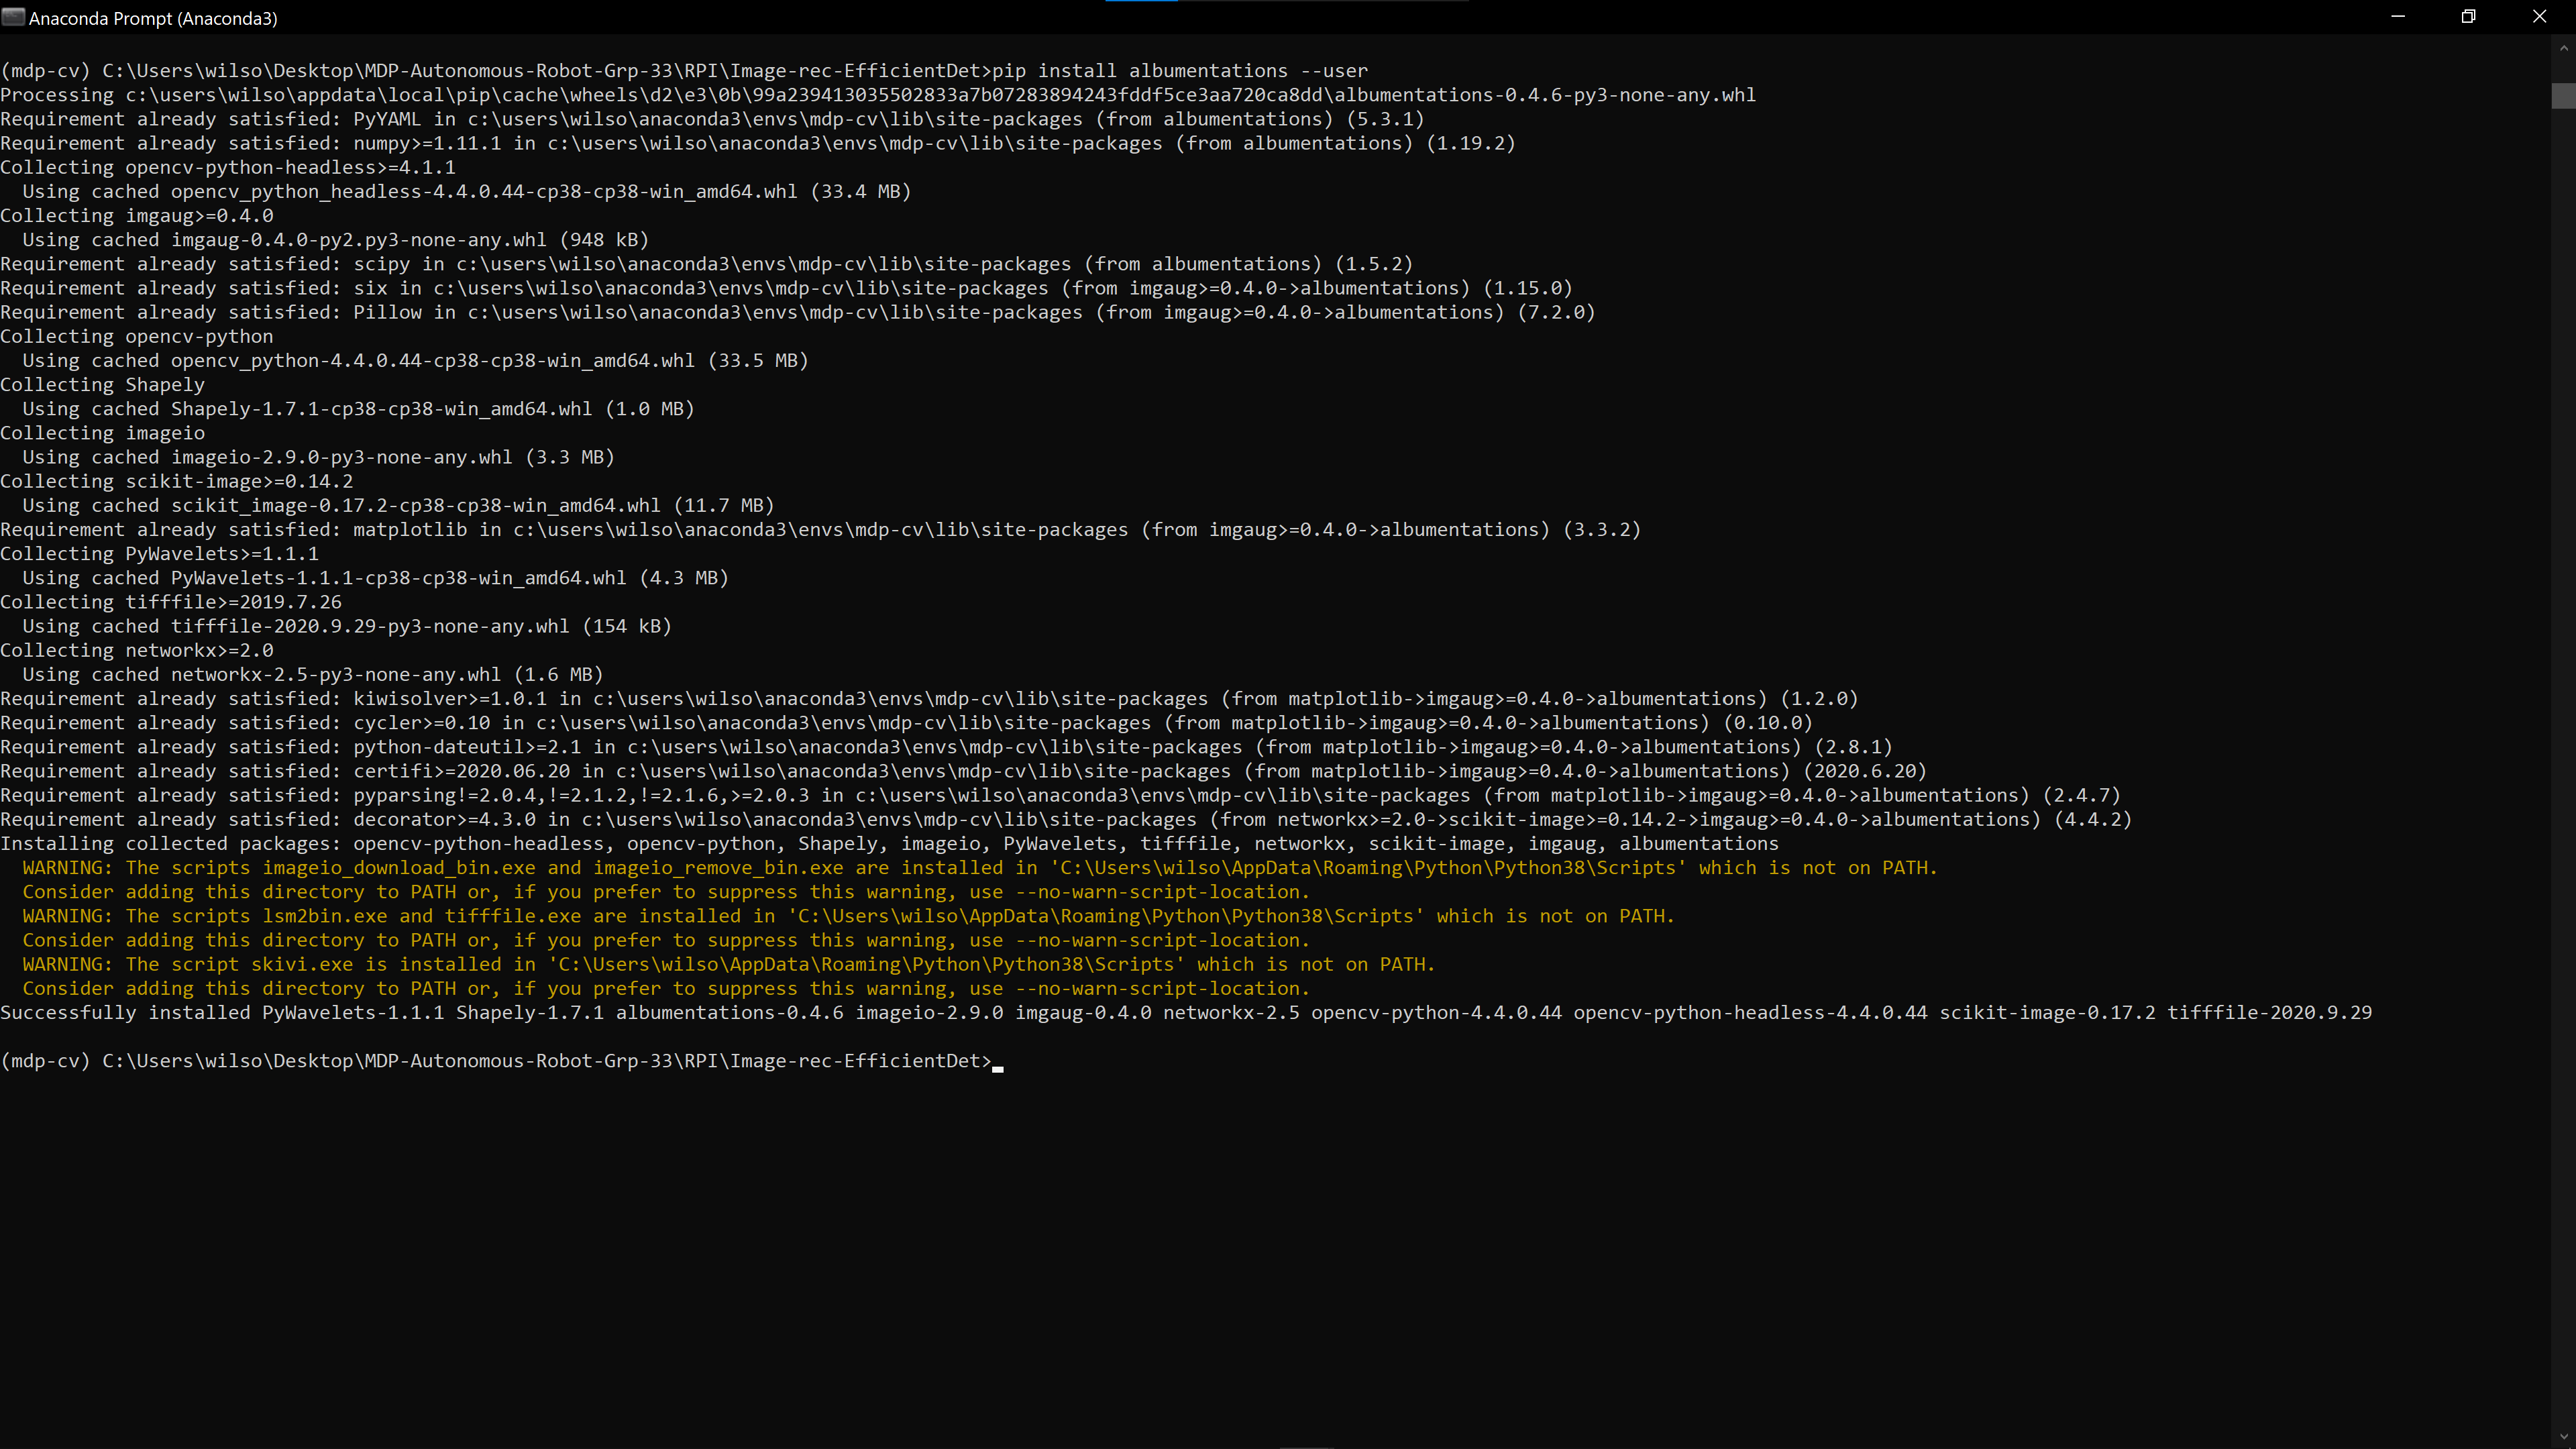 Anaconda Prompt (Anaconda3)
(mdp-cv) C:\Users\wilso\Desktop\MDP-Autonomous-Robot-Grp-33\RPI\Image-rec-EfficientDet>pip install albumentations --user
Processing c:\users\wilso\appdata\local\pip\cache\wheels\d2\e3\0b\99a239413035502833a7b07283894243fddf5ce3aa720ca8dd\albumentations-0.4.6-py3-none-any.whl
Requirement already satisfied: PyYAML in c:\users\wilso\anaconda3\envs\mdp-cv\lib\site-packages (from albumentations) (5.3.1)
Requirement already satisfied: numpy>=1.11.1 in c:\users\wilso\anaconda3\envs\mdp-cv\lib\site-packages (from albumentations) (1.19.2)
Collecting opencv-python-headless>=4.1.1
  Using cached opencv_python_headless-4.4.0.44-cp38-cp38-win_amd64.whl (33.4 MB)
Collecting imgaug>=0.4.0
  Using cached imgaug-0.4.0-py2.py3-none-any.whl (948 kB)
Requirement already satisfied: scipy in c:\users\wilso\anaconda3\envs\mdp-cv\lib\site-packages (from albumentations) (1.5.2)
Requirement already satisfied: six in c:\users\wilso\anaconda3\envs\mdp-cv\lib\site-packages (from imgaug>=0.4.0->albumentations) (1.15.0)
Requirement already satisfied: Pillow in c:\users\wilso\anaconda3\envs\mdp-cv\lib\site-packages (from imgaug>=0.4.0->albumentations) (7.2.0)
Collecting opencv-python
  Using cached opencv_python-4.4.0.44-cp38-cp38-win_amd64.whl (33.5 MB)
Collecting Shapely
  Using cached Shapely-1.7.1-cp38-cp38-win_amd64.whl (1.0 MB)
Collecting imageio
  Using cached imageio-2.9.0-py3-none-any.whl (3.3 MB)
Collecting scikit-image>=0.14.2
  Using cached scikit_image-0.17.2-cp38-cp38-win_amd64.whl (11.7 MB)
Requirement already satisfied: matplotlib in c:\users\wilso\anaconda3\envs\mdp-cv\lib\site-packages (from imgaug>=0.4.0->albumentations) (3.3.2)
Collecting PyWavelets>=1.1.1
  Using cached PyWavelets-1.1.1-cp38-cp38-win_amd64.whl (4.3 MB)
Collecting tifffile>=2019.7.26
  Using cached tifffile-2020.9.29-py3-none-any.whl (154 kB)
Collecting networkx>=2.0
  Using cached networkx-2.5-py3-none-any.whl (1.6 MB)
Requirement already satisfied: kiwisolver>=1.0.1 in c:\users\wilso\anaconda3\envs\mdp-cv\lib\site-packages (from matplotlib->imgaug>=0.4.0->albumentations) (1.2.0)
Requirement already satisfied: cycler>=0.10 in c:\users\wilso\anaconda3\envs\mdp-cv\lib\site-packages (from matplotlib->imgaug>=0.4.0->albumentations) (0.10.0)
Requirement already satisfied: python-dateutil>=2.1 in c:\users\wilso\anaconda3\envs\mdp-cv\lib\site-packages (from matplotlib->imgaug>=0.4.0->albumentations) (2.8.1)
Requirement already satisfied: certifi>=2020.06.20 in c:\users\wilso\anaconda3\envs\mdp-cv\lib\site-packages (from matplotlib->imgaug>=0.4.0->albumentations) (2020.6.20)
Requirement already satisfied: pyparsing!=2.0.4,!=2.1.2,!=2.1.6,>=2.0.3 in c:\users\wilso\anaconda3\envs\mdp-cv\lib\site-packages (from matplotlib->imgaug>=0.4.0->albumentations) (2.4.7)
Requirement already satisfied: decorator>=4.3.0 in c:\users\wilso\anaconda3\envs\mdp-cv\lib\site-packages (from networkx>=2.0->scikit-image>=0.14.2->imgaug>=0.4.0->albumentations) (4.4.2)
Installing collected packages: opencv-python-headless, opencv-python, Shapely, imageio, PyWavelets, tifffile, networkx, scikit-image, imgaug, albumentations
  WARNING: The scripts imageio_download_bin.exe and imageio_remove_bin.exe are installed in 'C:\Users\wilso\AppData\Roaming\Python\Python38\Scripts' which is not on PATH.
  Consider adding this directory to PATH or, if you prefer to suppress this warning, use --no-warn-script-location.
  WARNING: The scripts lsm2bin.exe and tifffile.exe are installed in 'C:\Users\wilso\AppData\Roaming\Python\Python38\Scripts' which is not on PATH.
  Consider adding this directory to PATH or, if you prefer to suppress this warning, use --no-warn-script-location.
  WARNING: The script skivi.exe is installed in 'C:\Users\wilso\AppData\Roaming\Python\Python38\Scripts' which is not on PATH.
  Consider adding this directory to PATH or, if you prefer to suppress this warning, use --no-warn-script-location.
Successfully installed PyWavelets-1.1.1 Shapely-1.7.1 albumentations-0.4.6 imageio-2.9.0 imgaug-0.4.0 networkx-2.5 opencv-python-4.4.0.44 opencv-python-headless-4.4.0.44 scikit-image-0.17.2 tifffile-2020.9.29
(mdp-cv) C:\Users\wilso\Desktop\MDP-Autonomous-Robot-Grp-33\RPI\Image-rec-EfficientDet>